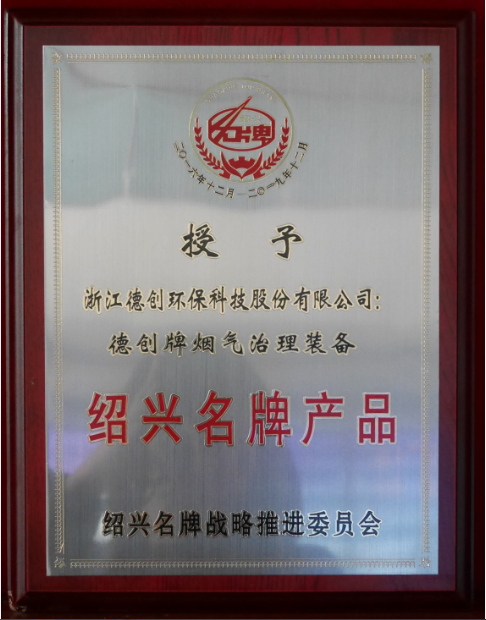 名牌
二〇一六年十二月—二〇一九年十二月
授予
浙江德创环保科技股份有限公司:
德创牌烟气治理装备
绍兴名牌产品
绍兴名牌战略推进委员会